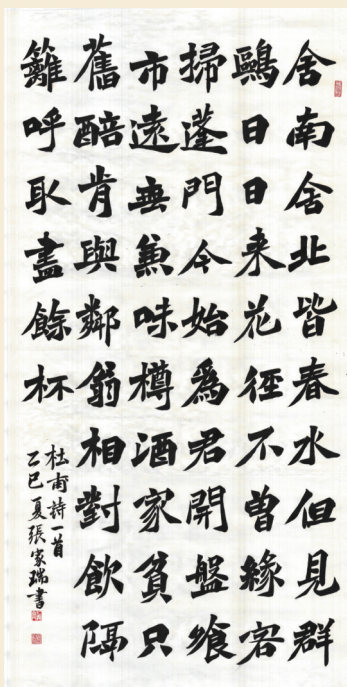 舍南舍北皆春水但見群
鷗日日来花徑不曾緣客
掃蓬門今始爲君開盤飧
市遠無兼味樽酒家貧只
舊醅肯與鄰翁相對飲隔
籬呼取盡餘杯
杜甫詩一首
乙巳夏張家瑞書